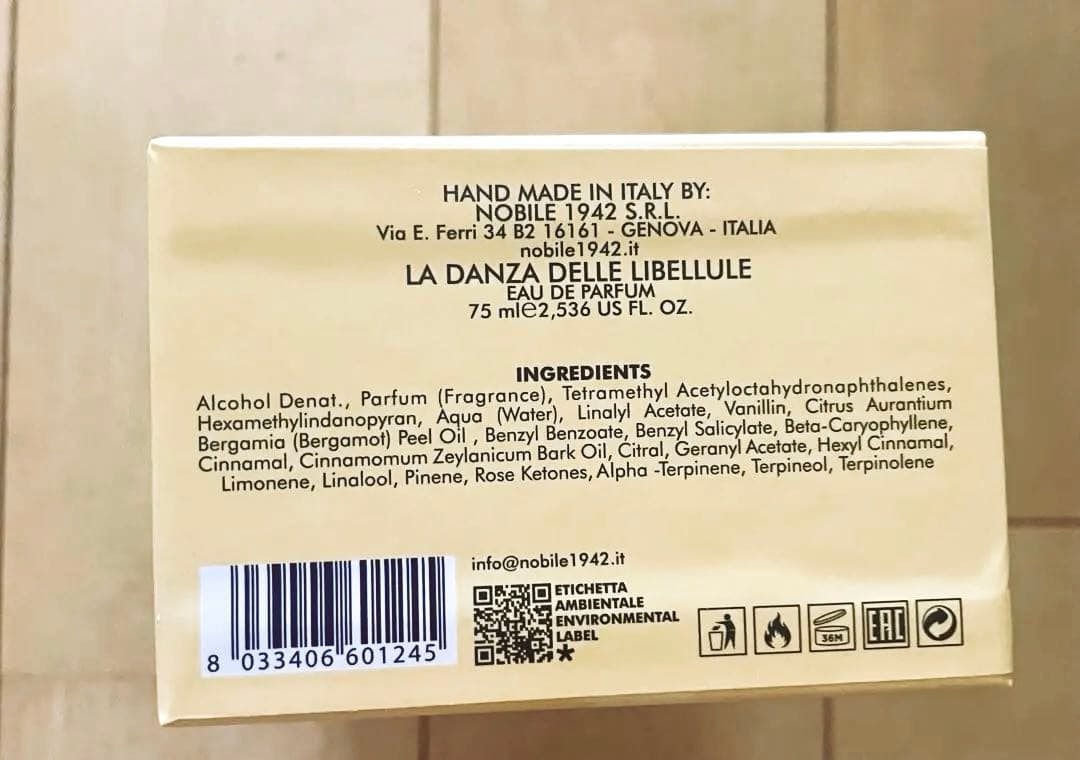 HAND MADE IN ITALY BY:
NOBILE 1942 S.R.L.
Via E. Ferri 34 B2 16161 - GENOVA - ITALIA
nobile1942.it
LA DANZA DELLE LIBELLULE
EAU DE PARFUM
75 ml℮2,536 US FL. OZ.
INGREDIENTS
Alcohol Denat., Parfum (Fragrance), Tetramethyl Acetyloctahydronaphthalenes,
Hexamethylindanopyran, Aqua (Water), Linalyl Acetate, Vanillin, Citrus Aurantium
Bergamia (Bergamot) Peel Oil , Benzyl Benzoate, Benzyl Salicylate, Beta-Caryophyllene,
Cinnamal, Cinnamomum Zeylanicum Bark Oil, Citral, Geranyl Acetate, Hexyl Cinnamal,
Limonene, Linalool, Pinene, Rose Ketones, Alpha -Terpinene, Terpineol, Terpinolene
info@nobile1942.it
ETICHETTA
AMBIENTALE
ENVIRONMENTAL
LABEL
*
36M
EAC
8 033406 601245